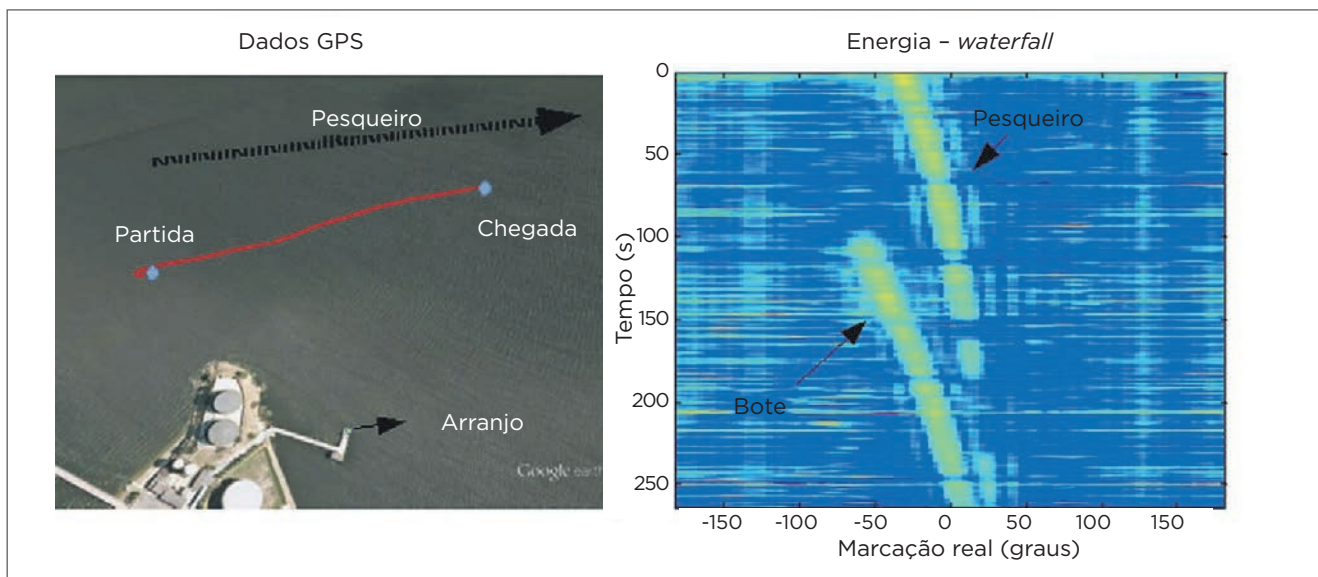 Dados GPS
Pesqueiro
Partida
Chegada
Arranjo
Google earth
Energia – waterfall
Pesqueiro
Bote
Tempo (s)
0
50
100
150
200
250
-150 -100 -50 0 50 100 150
Marcação real (graus)